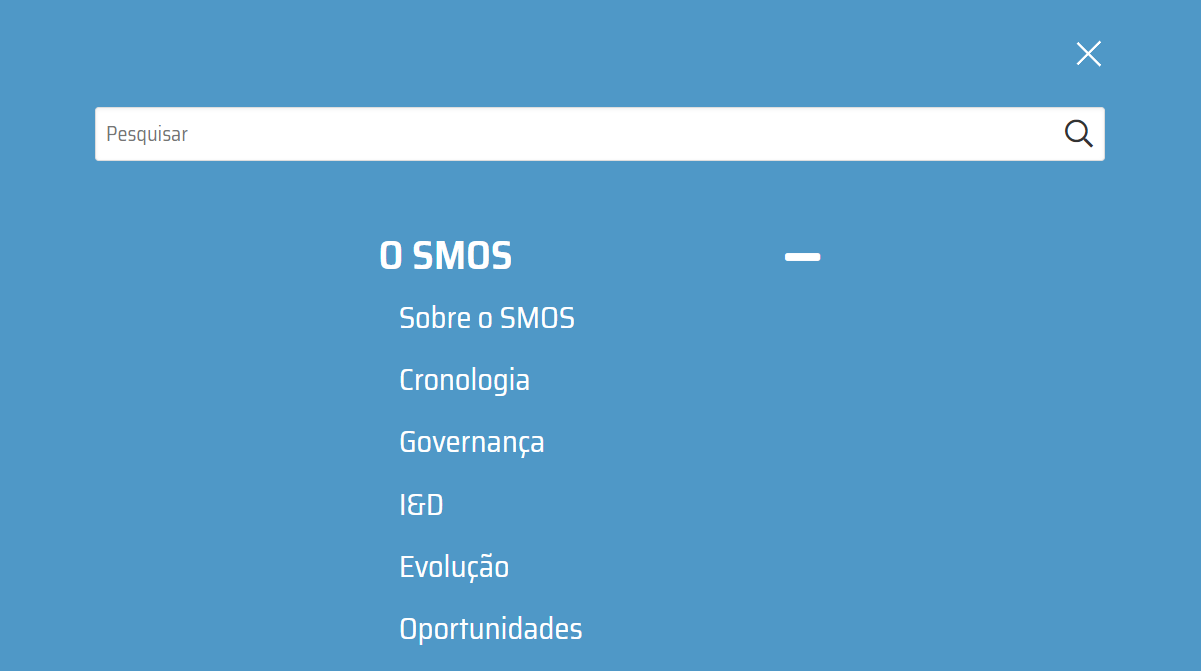 Pesquisar
O SMOS
Sobre o SMOS
Cronologia
Governança
I&D
Evolução
Oportunidades